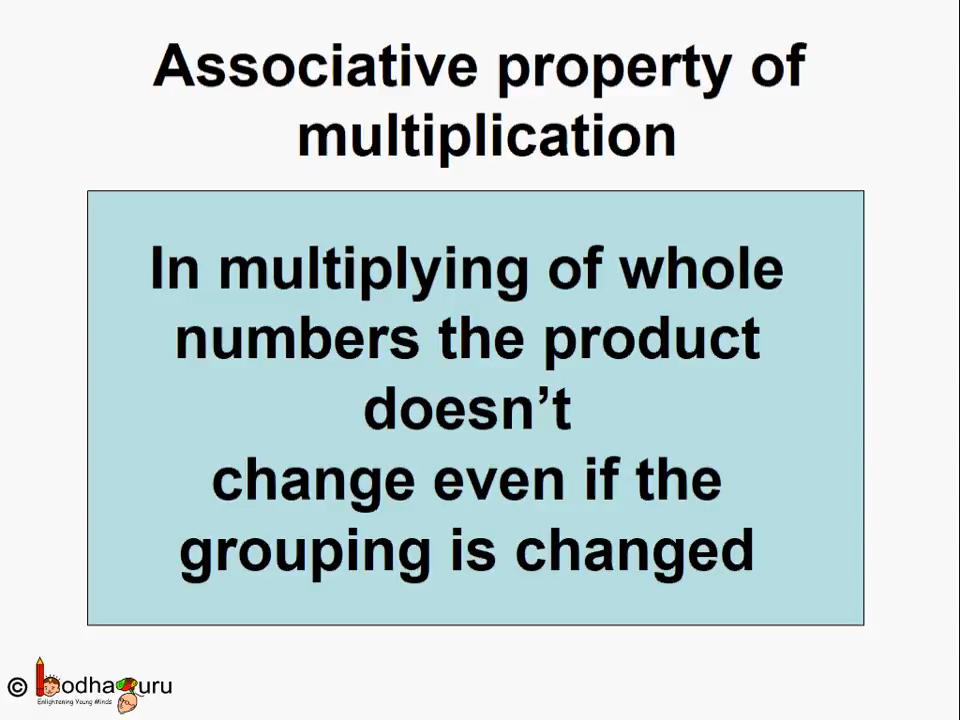 Associative property of
multiplication
In multiplying of whole
numbers the product
doesn’t
change even if the
grouping is changed
© BodhaGuru
Enlightening Young Minds